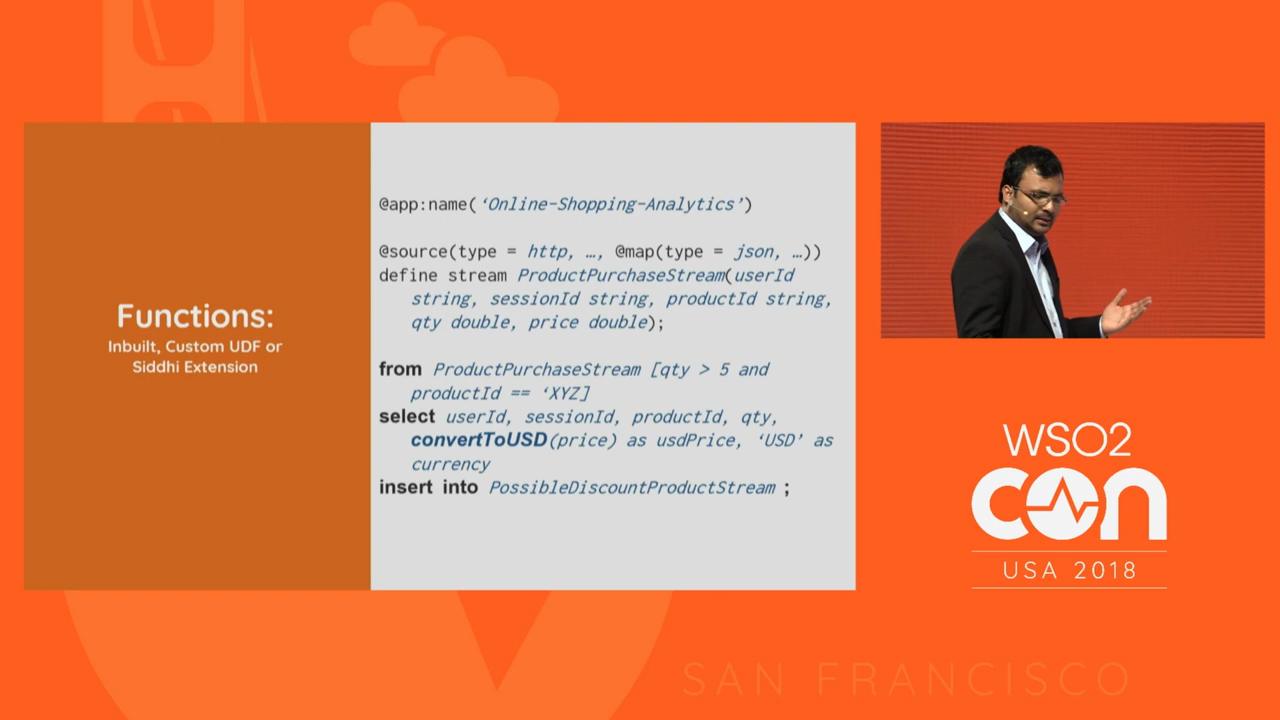 Functions:
Inbuilt, Custom UDF or
Siddhi Extension
@app:name(‘Online-Shopping-Analytics’)
@source(type = http, …, @map(type = json, …))
define stream ProductPurchaseStream(userId
string, sessionId string, productId string,
qty double, price double);
from ProductPurchaseStream [qty > 5 and
productId == ‘XYZ]
select userId, sessionId, productId, qty,
convertToUSD(price) as usdPrice, ‘USD’ as
currency
insert into PossibleDiscountProductStream ;
WSO2
con
USA 2018
SAN FRANCISCO